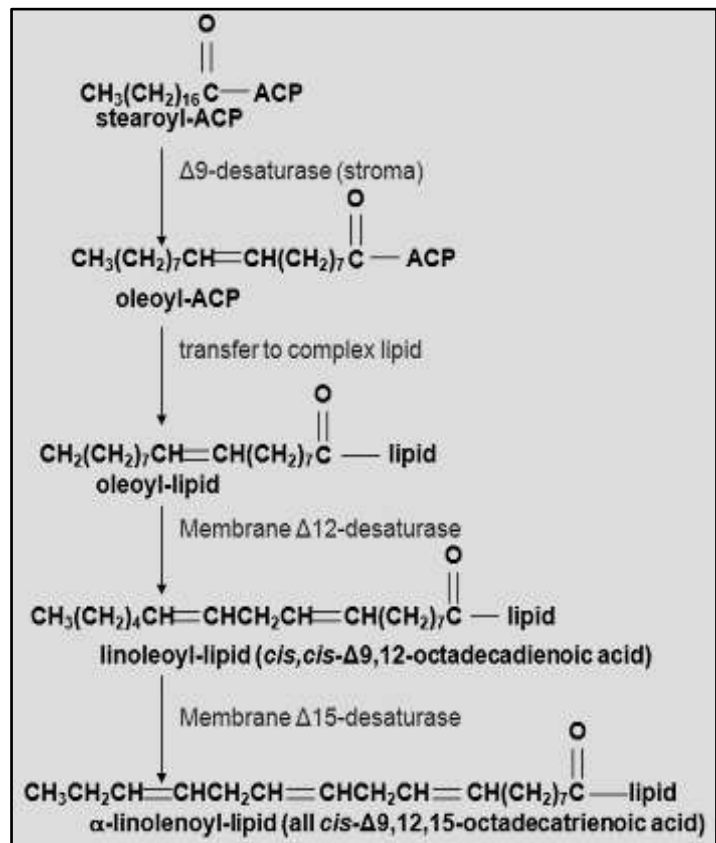 O
CH₃(CH₂)₁₆C — ACP
stearoyl-ACP
Δ9-desaturase (stroma)
O
CH₃(CH₂)₇CH=CH(CH₂)₇C — ACP
oleoyl-ACP
transfer to complex lipid
O
CH₂(CH₂)₇CH=CH(CH₂)₇C — lipid
oleoyl-lipid
Membrane Δ12-desaturase
O
CH₃(CH₂)₄CH=CHCH₂CH=CH(CH₂)₇C — lipid
linoleoyl-lipid (cis,cis-Δ9,12-octadecadienoic acid)
Membrane Δ15-desaturase
O
CH₃CH₂CH=CHCH₂CH=CHCH₂CH=CH(CH₂)₇C — lipid
α-linolenoyl-lipid (all cis-Δ9,12,15-octadecatrienoic acid)